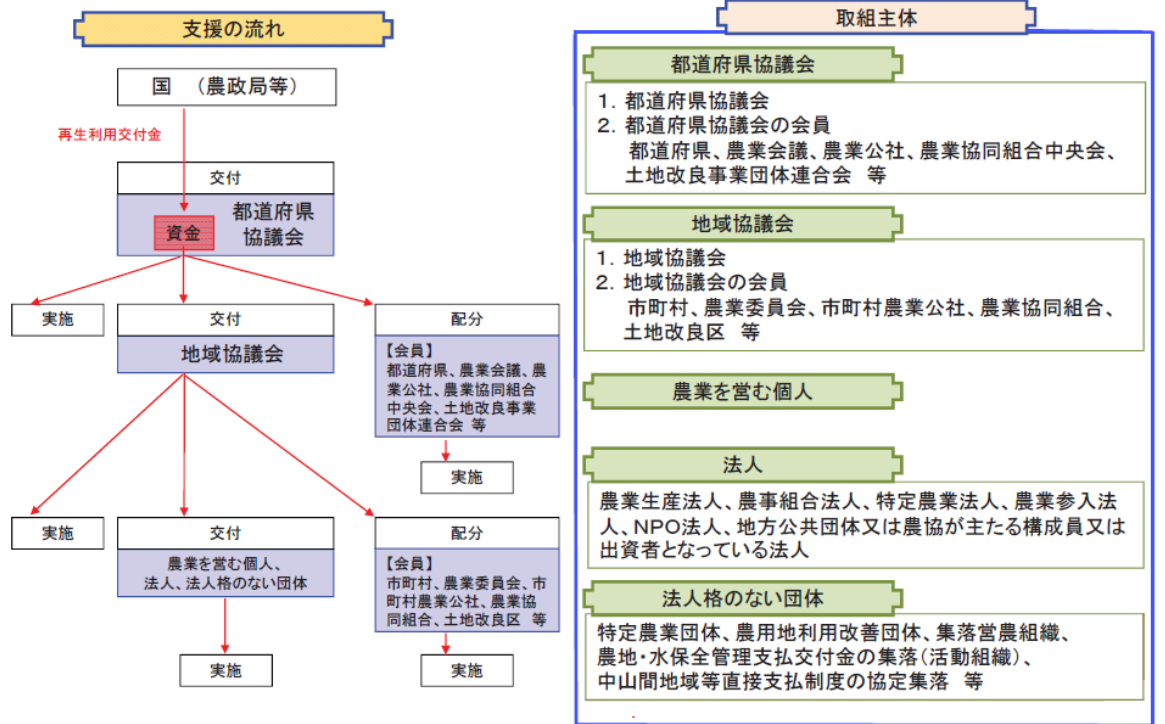 支援の流れ
国　(農政局等)
再生利用交付金
交付
資金
都道府県
協議会
実施
交付
地域協議会
配分
【会員】
都道府県、農業会議、農
業公社、農業協同組合
中央会、土地改良事業
団体連合会 等
実施
実施
交付
農業を営む個人、
法人、法人格のない団体
実施
配分
【会員】
市町村、農業委員会、市
町村農業公社、農業協
同組合、土地改良区　等
実施
取組主体
都道府県協議会
1．都道府県協議会
2．都道府県協議会の会員
都道府県、農業会議、農業公社、農業協同組合中央会、
土地改良事業団体連合会　等
地域協議会
1．地域協議会
2．地域協議会の会員
市町村、農業委員会、市町村農業公社、農業協同組合、
土地改良区　等
農業を営む個人
法人
農業生産法人、農事組合法人、特定農業法人、農業参入法
人、NPO法人、地方公共団体又は農協が主たる構成員又は
出資者となっている法人
法人格のない団体
特定農業団体、農用地利用改善団体、集落営農組織、
農地・水保全管理支払交付金の集落(活動組織)、
中山間地域等直接支払制度の協定集落　等